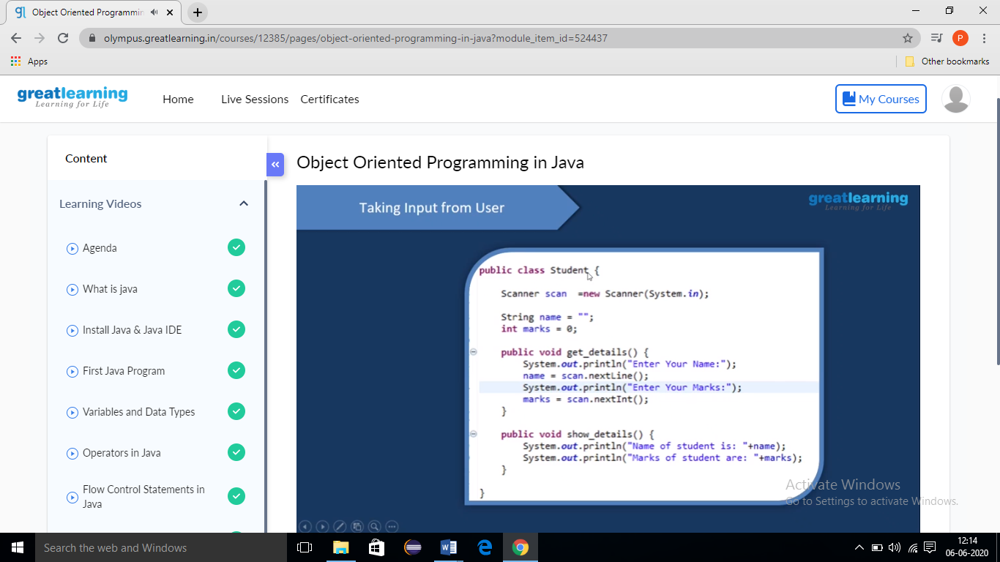 Object Oriented Programmin
olympus.greatlearning.in/courses/12385/pages/object-oriented-programming-in-java?module_item_id=524437
P
Apps
Other bookmarks
greatlearning
Learning for Life
Home
Live Sessions
Certificates
My Courses
Content
Learning Videos
Agenda
What is java
Install Java & Java IDE
First Java Program
Variables and Data Types
Operators in Java
Flow Control Statements in
Java
Object Oriented Programming in Java
Taking Input from User
greatlearning
Learning for Life
public class Student {
Scanner scan  =new Scanner(System.in);
String name = "";
int marks = 0;
public void get_details() {
System.out.println("Enter Your Name:");
name = scan.nextLine();
System.out.println("Enter Your Marks:");
marks = scan.nextInt();
}
public void show_details() {
System.out.println("Name of student is: "+name);
System.out.println("Marks of student are: "+marks);
}
}
Activate Windows
Go to Settings to activate Windows.
Search the web and Windows
12:14
06-06-2020